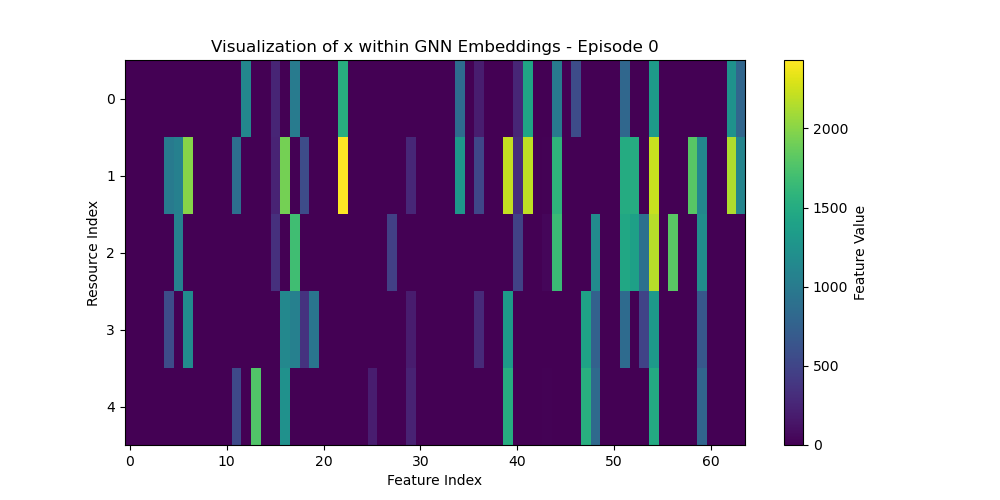 Visualization of x within GNN Embeddings - Episode 0
Resource Index
0
1
2
3
4
0 10 20 30 40 50 60
Feature Index
2000
1500
1000
500
0
Feature Value